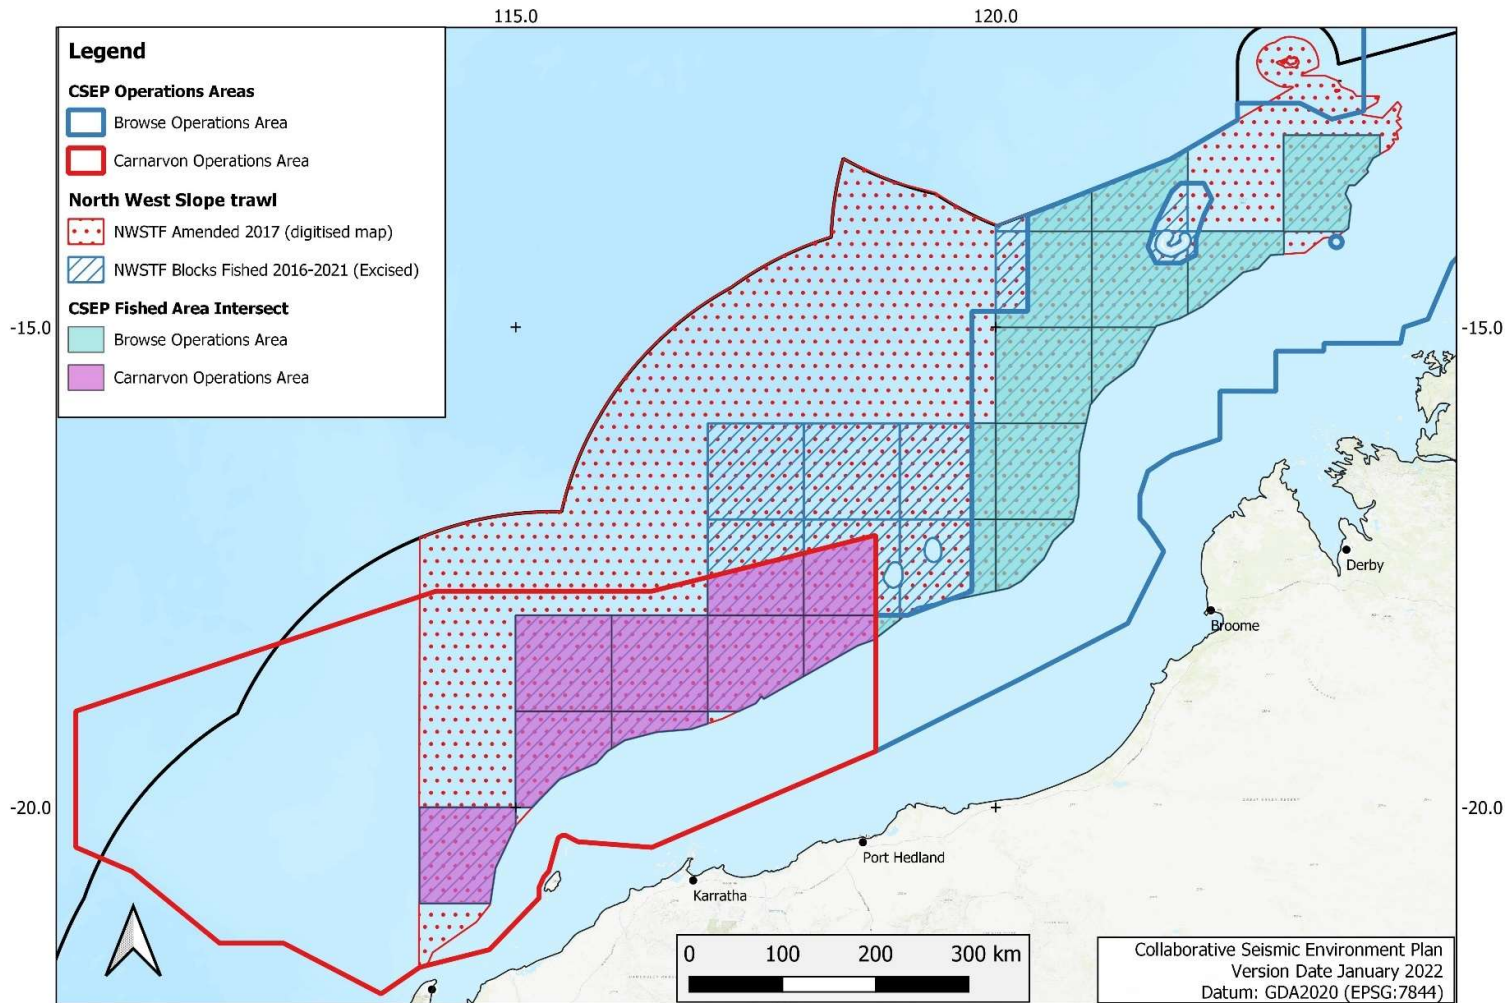 115.0
120.0
Legend
CSEP Operations Areas
Browse Operations Area
Carnarvon Operations Area
North West Slope trawl
NWSTF Amended 2017 (digitised map)
NWSTF Blocks Fished 2016-2021 (Excised)
CSEP Fished Area Intersect
Browse Operations Area
Carnarvon Operations Area
-15.0
-15.0
Derby
Broome
-20.0
-20.0
Port Hedland
Karratha
0 100 200 300 km
Collaborative Seismic Environment Plan
Version Date January 2022
Datum: GDA2020 (EPSG:7844)